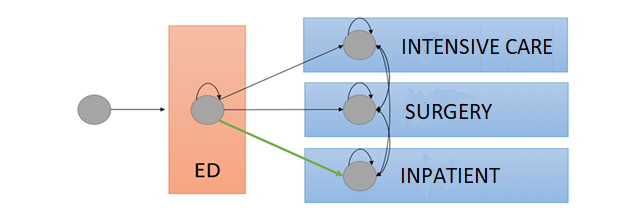 INTENSIVE CARE
SURGERY
ED
INPATIENT